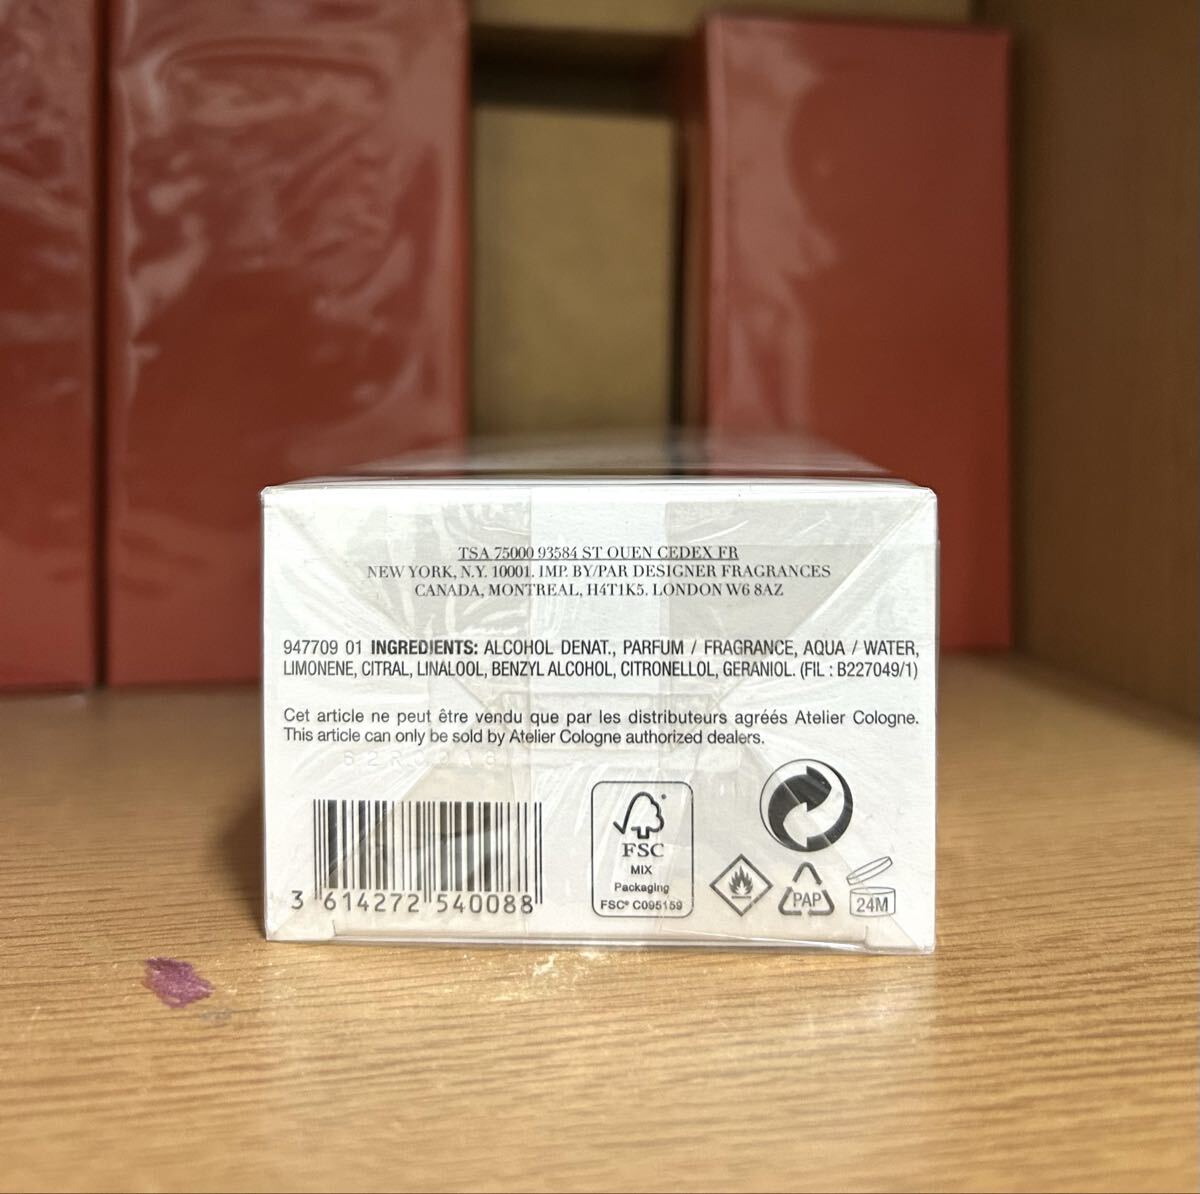 TSA 75000 93584 ST OUEN CEDEX FR
NEW YORK, N.Y. 10001. IMP. BY/PAR DESIGNER FRAGRANCES
CANADA, MONTREAL, H4T1K5. LONDON W6 8AZ
947709 01 INGREDIENTS: ALCOHOL DENAT., PARFUM / FRAGRANCE, AQUA / WATER,
LIMONENE, CITRAL, LINALOOL, BENZYL ALCOHOL, CITRONELLOL, GERANIOL. (FIL : B227049/1)
Cet article ne peut être vendu que par les distributeurs agréés Atelier Cologne.
This article can only be sold by Atelier Cologne authorized dealers.
3 614272 540088
FSC
MIX
Packaging
FSC® C095159
PAP
24M